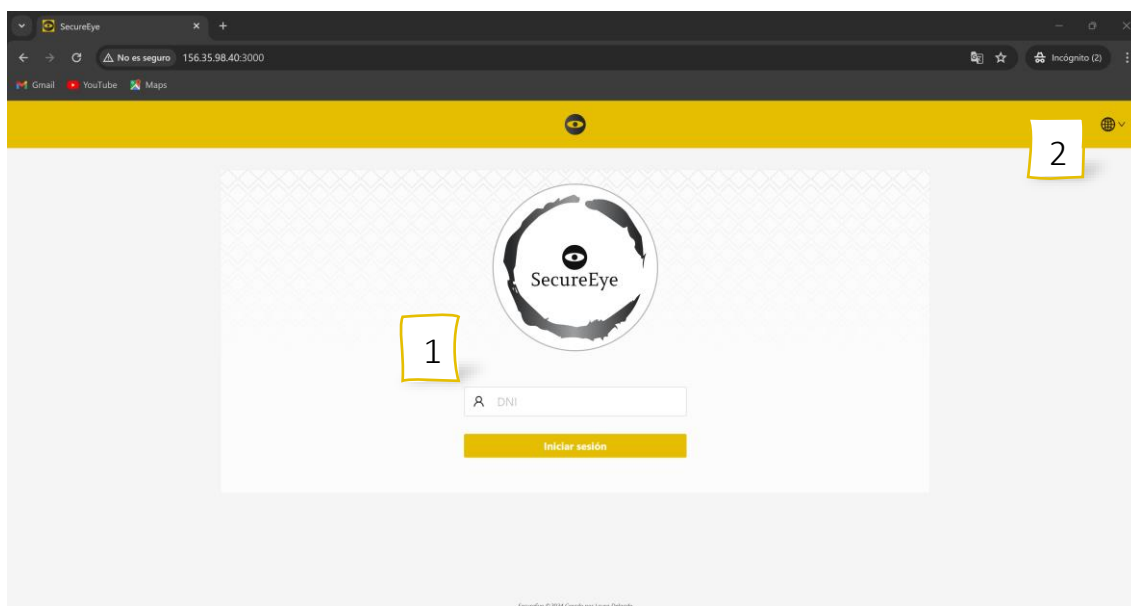 SecureEye
No es seguro 156.35.98.40:3000 Incógnito (2)
Gmail YouTube Maps
2
SecureEye
1
DNI
Iniciar sesión